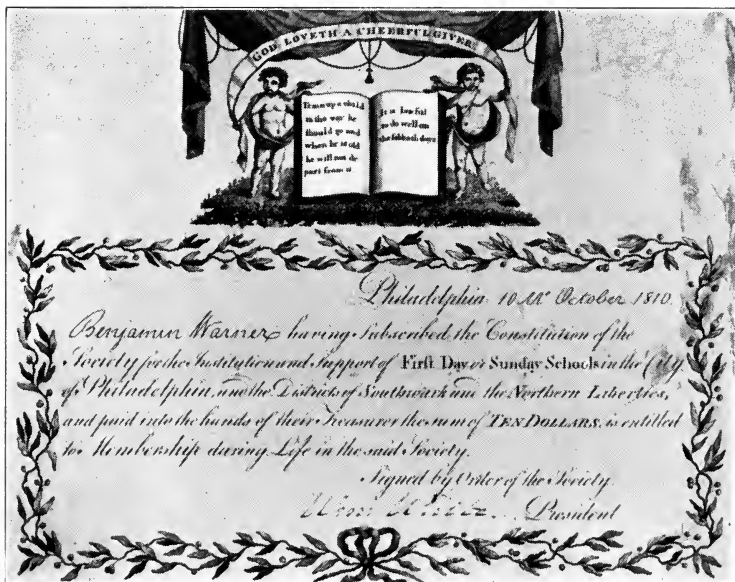 GOD LOVETH A CHEERFUL GIVER
Train up a child
in the way he
should go and
when he is old
he will not de
part from it
It is lawful
to do well on
the sabbath days
Philadelphia 10th October 1810.
Benjamin Warner having Subscribed the Constitution of the
Society for the Institution and Support of First Day or Sunday Schools in the City
of Philadelphia, and the Districts of Southwark and the Northern Liberties,
and paid into the hands of their Treasurer the sum of TEN DOLLARS, is entitled
to Membership during Life in the said Society.
Signed by Order of the Society.
Wm White President